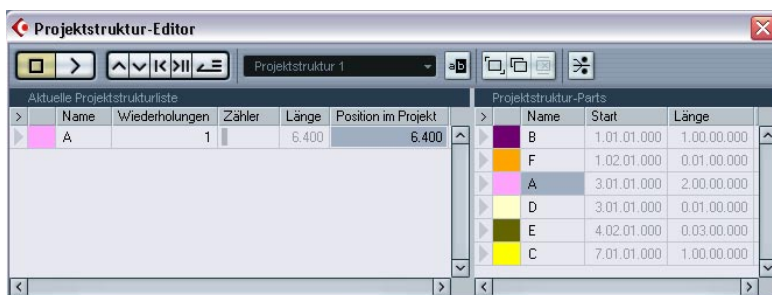 Projektstruktur-Editor
Projektstruktur 1
ab
Aktuelle Projektstrukturliste
> Name Wiederholungen Zähler Länge Position im Projekt
A 1 6.400 6.400
Projektstruktur-Parts
> Name Start Länge
B 1.01.01.000 1.00.00.000
F 1.02.01.000 0.01.00.000
A 3.01.01.000 2.00.00.000
D 3.01.01.000 0.01.00.000
E 4.02.01.000 0.03.00.000
C 7.01.01.000 1.00.00.000